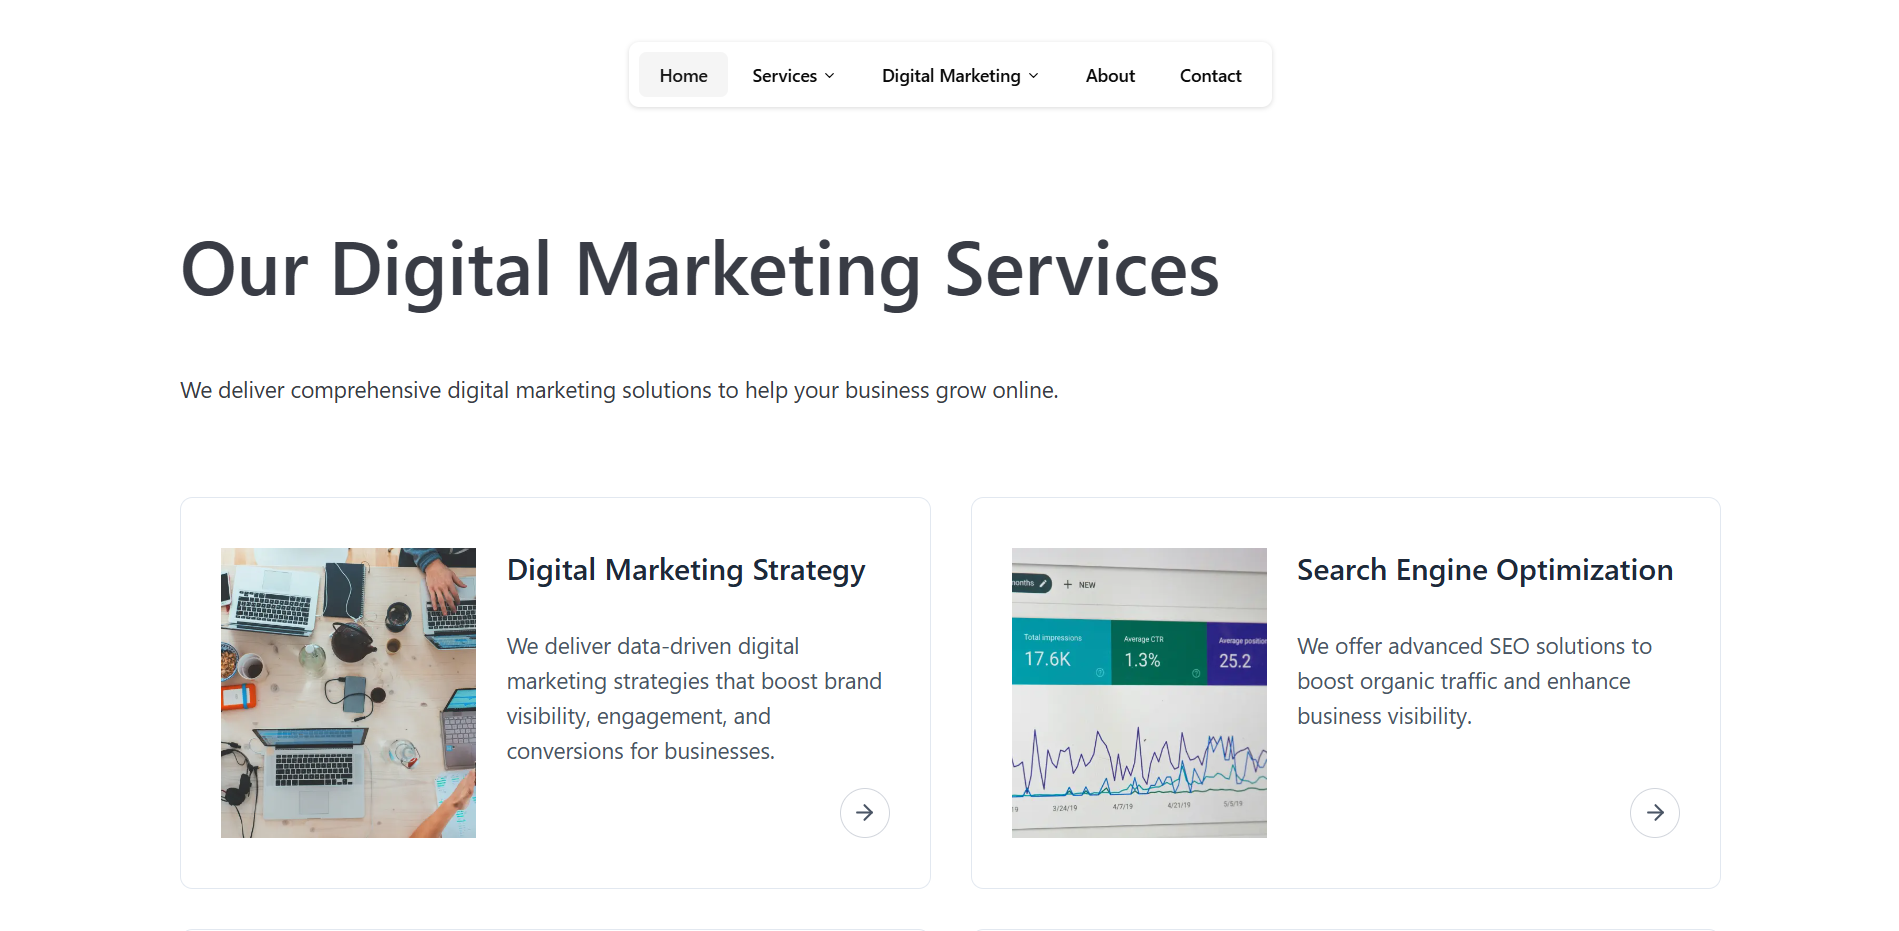 Home Services Digital Marketing About Contact
Our Digital Marketing Services
We deliver comprehensive digital marketing solutions to help your business grow online.
Digital Marketing Strategy
We deliver data-driven digital
marketing strategies that boost brand
visibility, engagement, and
conversions for businesses.
months
+ NEW
Total impressions
17.6K
Average CTR
1.3%
Average position
25.2
19 3/24/19 4/7/19 4/21/19 5/5/19
Search Engine Optimization
We offer advanced SEO solutions to
boost organic traffic and enhance
business visibility.